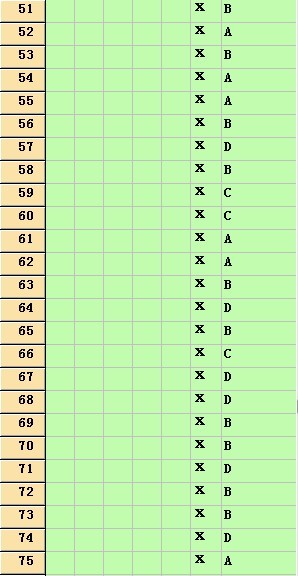 51 X B
52 X A
53 X B
54 X A
55 X A
56 X B
57 X D
58 X B
59 X C
60 X C
61 X A
62 X A
63 X B
64 X D
65 X B
66 X C
67 X D
68 X D
69 X B
70 X B
71 X D
72 X B
73 X B
74 X D
75 X A